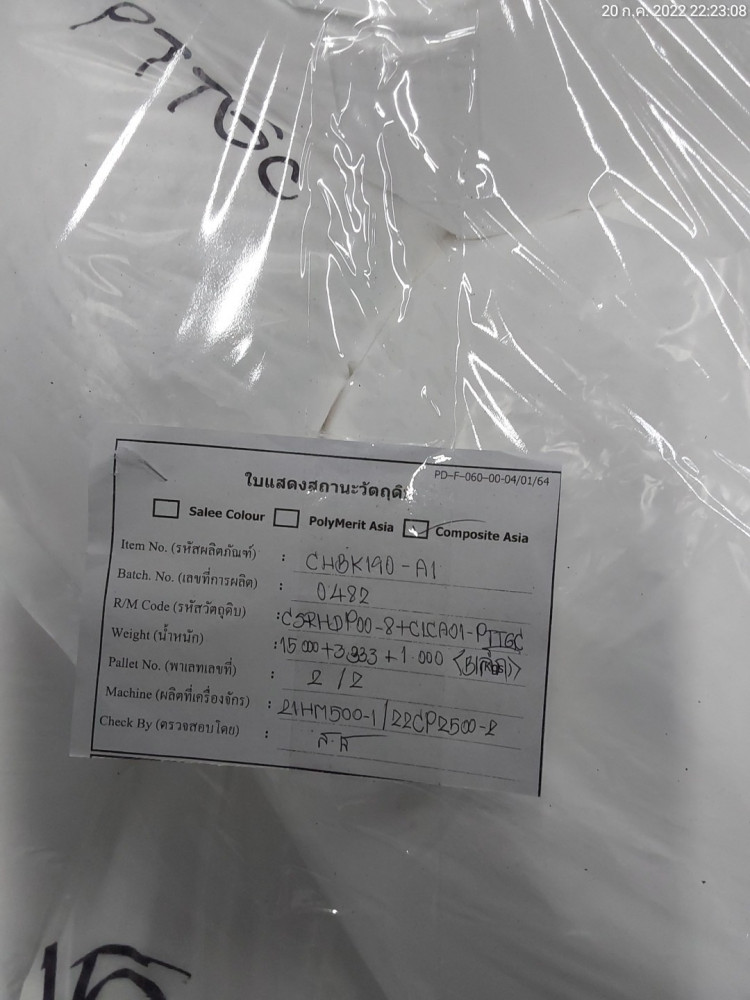 20 ก.ค. 2022 22:23:08
PTTGC
PD-F-060-00-04/01/64
ใบแสดงสถานะวัตถุดิบ
Salee Colour PolyMerit Asia Composite Asia
Item No. (รหัสผลิตภัณฑ์) : CHBK190-A1
Batch. No. (เลขที่การผลิต) : 0482
R/M Code (รหัสวัตถุดิบ) : CSRHDP00-8+C1CA01-PTTGC
Weight (น้ำหนัก) : 15.000+3.333+1.000
Pallet No. (พาเลทเลขที่) : 2/2
Machine (ผลิตที่เครื่องจักร) : 21HM500-1/22CP2500-2
Check By (ตรวจสอบโดย) :